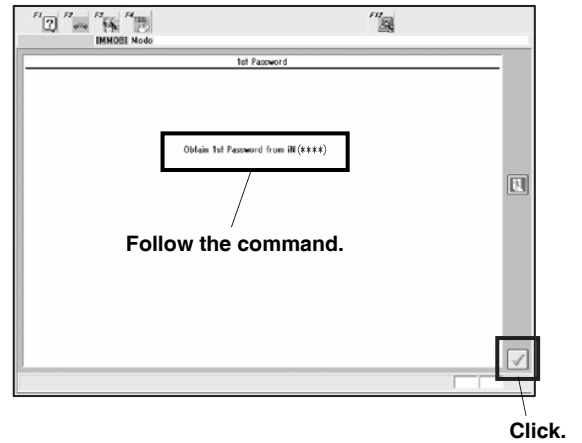 F1 F2 F3 F4 F12
?
IMMOBI Mode
1st Password
Obtain 1st Password from iN(****)
Follow the command.
Click.